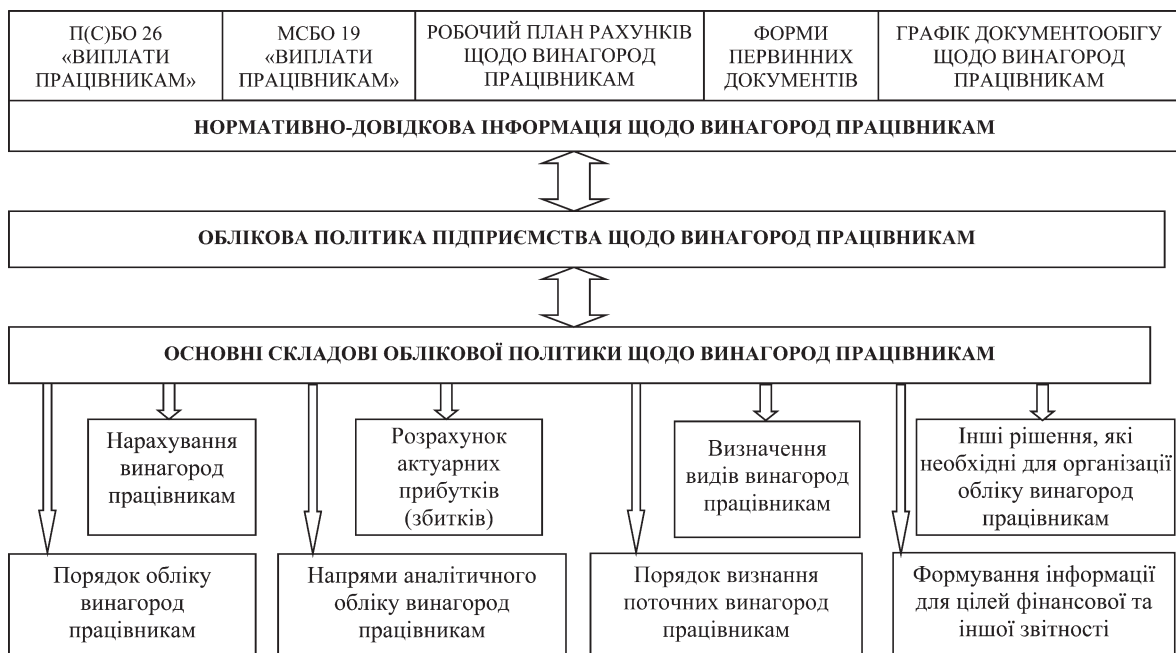 П(С)БО 26
«ВИПЛАТИ
ПРАЦІВНИКАМ»
МСБО 19
«ВИПЛАТИ
ПРАЦІВНИКАМ»
РОБОЧИЙ ПЛАН РАХУНКІВ
ЩОДО ВИНАГОРОД
ПРАЦІВНИКАМ
ФОРМИ
ПЕРВИННИХ
ДОКУМЕНТІВ
ГРАФІК ДОКУМЕНТООБІГУ
ЩОДО ВИНАГОРОД
ПРАЦІВНИКАМ
НОРМАТИВНО-ДОВІДКОВА ІНФОРМАЦІЯ ЩОДО ВИНАГОРОД ПРАЦІВНИКАМ
ОБЛІКОВА ПОЛІТИКА ПІДПРИЄМСТВА ЩОДО ВИНАГОРОД ПРАЦІВНИКАМ
ОСНОВНІ СКЛАДОВІ ОБЛІКОВОЇ ПОЛІТИКИ ЩОДО ВИНАГОРОД ПРАЦІВНИКАМ
Нарахування
винагород
працівникам
Розрахунок
актуарних
прибутків
(збитків)
Визначення
видів винагород
працівникам
Інші рішення, які
необхідні для організації
обліку винагород
працівникам
Порядок обліку
винагород
працівникам
Напрями аналітичного
обліку винагород
працівникам
Порядок визнання
поточних винагород
працівникам
Формування інформації
для цілей фінансової та
іншої звітності